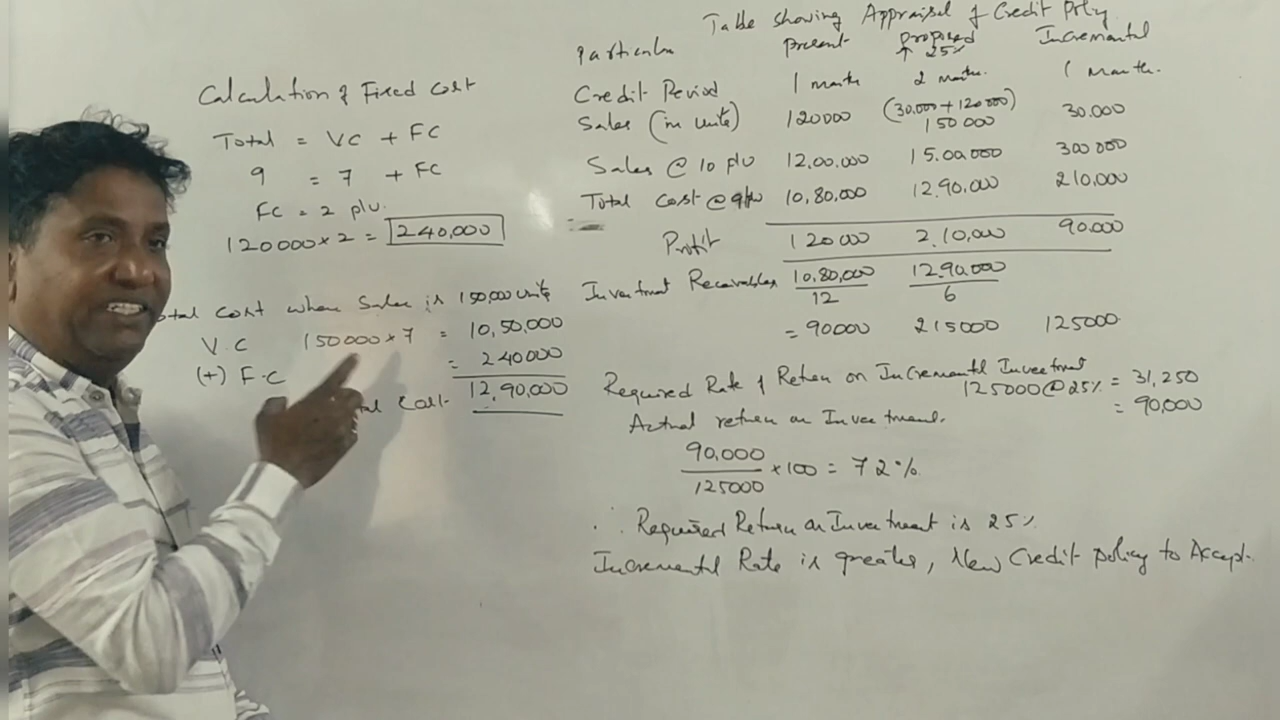 Calculation of Fixed Cost
Total = VC + FC
9 = 7 + FC
FC = 2 p/u.
120000 × 2 = 240,000
otal Cost when Sales is 150,000 units
V.C 150000 × 7 = 10,50,000
(+) F.C = 240000
tal Cost 12,90,000
Table showing Appraisal of Credit Policy
Particular Present Proposed Incremental
↑ 25%
Credit Period 1 month 2 months. 1 month.
(30,000 + 120000)
Sales (in units) 120000 150000 30.000
Sales @ 10 p/u 12,00,000 15.00.000 300000
Total Cost @ 9p/u 10,80,000 12.90,000 210,000
Profit 120000 2,10,000 90.000
Investment Receivables 10,80,000 12.90.000
12 6
= 90000 215000 125000
Required Rate of Return on Incremental Investment
125000 @ 25% = 31,250
Actual return on Investment. = 90,000
90,000 × 100 = 72%
125000
∴ Required Return on Investment is 25%
Incremental Rate is greater, New Credit policy to Accept.